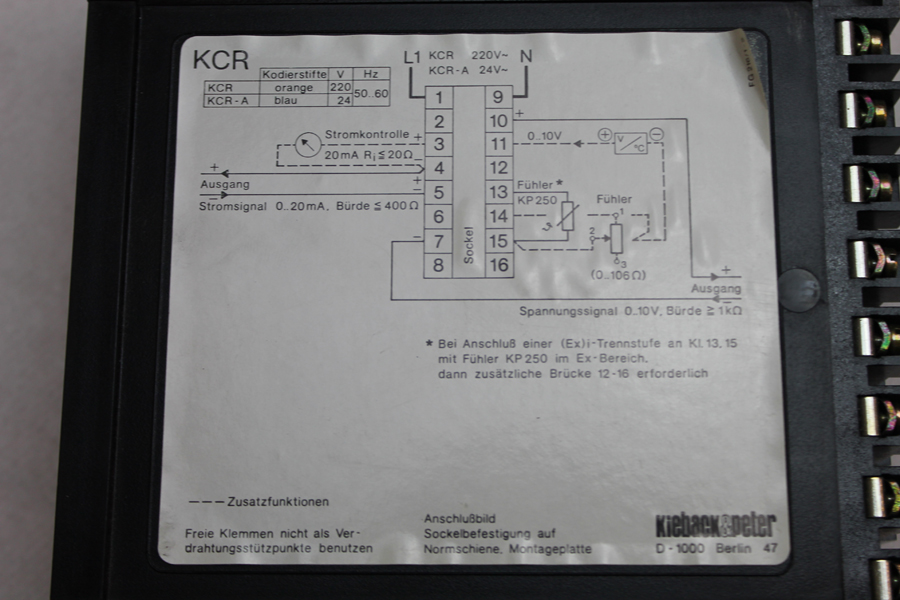 KCR
L1 KCR 220V~ N
KCR-A 24V~
Kodierstifte V Hz
KCR orange 220 50..60
KCR-A blau 24
1 9
2 10 +
3 11
4 12
5 13
6 14
7 15
8 16
Sockel
Stromkontrolle +
20mA Ri ≤ 20Ω −
+
Ausgang +
−
Stromsignal 0..20mA, Bürde ≤ 400Ω
−
0..10V + V/°C −
Fühler *
KP 250
ϑ
Fühler
1
2
3
(0..106Ω)
+
Ausgang
−
Spannungssignal 0..10V, Bürde ≥ 1kΩ
* Bei Anschluß einer (Ex)i-Trennstufe an Kl. 13.15
mit Fühler KP 250 im Ex-Bereich,
dann zusätzliche Brücke 12-16 erforderlich
--- Zusatzfunktionen
Freie Klemmen nicht als Ver-
drahtungsstützpunkte benutzen
Anschlußbild
Sockelbefestigung auf
Normschiene, Montageplatte
kieback&peter
D-1000 Berlin 47